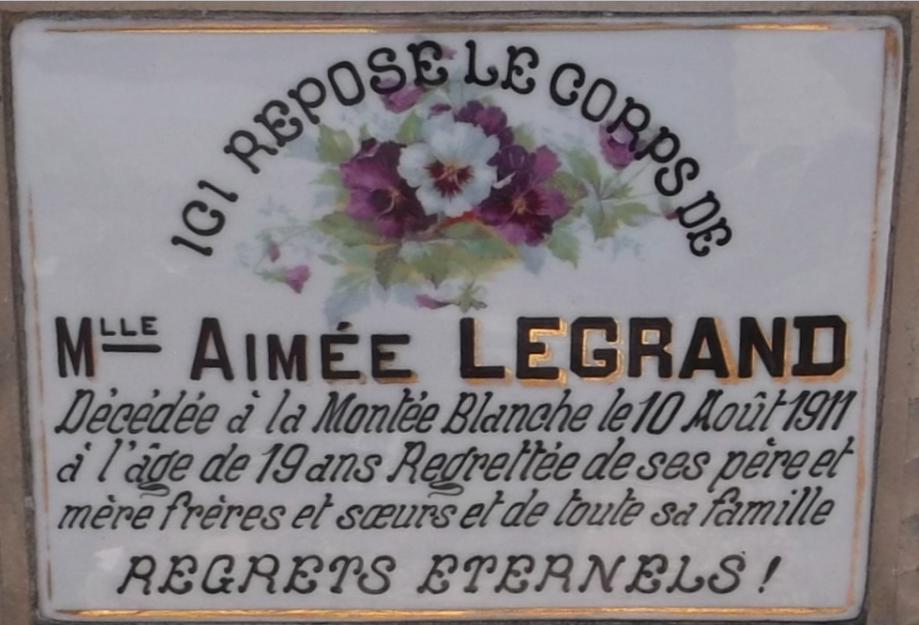 ICI REPOSE LE CORPS DE
MLLE AIMÉE LEGRAND
Décédée à la Montée Blanche le 10 Août 1911
à l'âge de 19 ans Regrettée de ses père et
mère frères et sœurs et de toute sa famille
REGRETS ETERNELS !